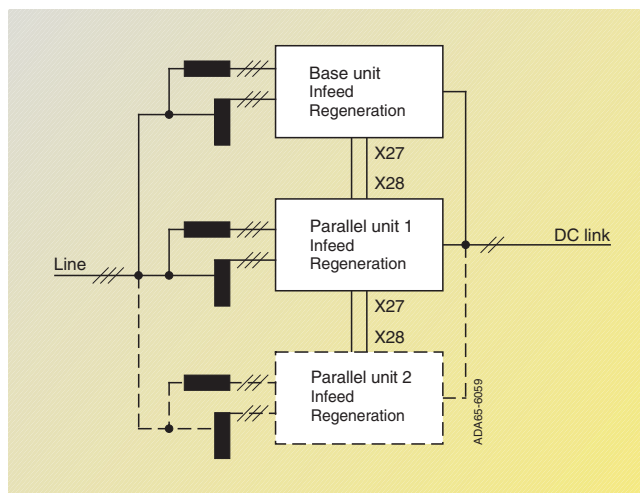 Base unit
Infeed
Regeneration
X27
X28
Parallel unit 1
Infeed
Regeneration
Line
DC link
X27
X28
Parallel unit 2
Infeed
Regeneration
ADA65-6059